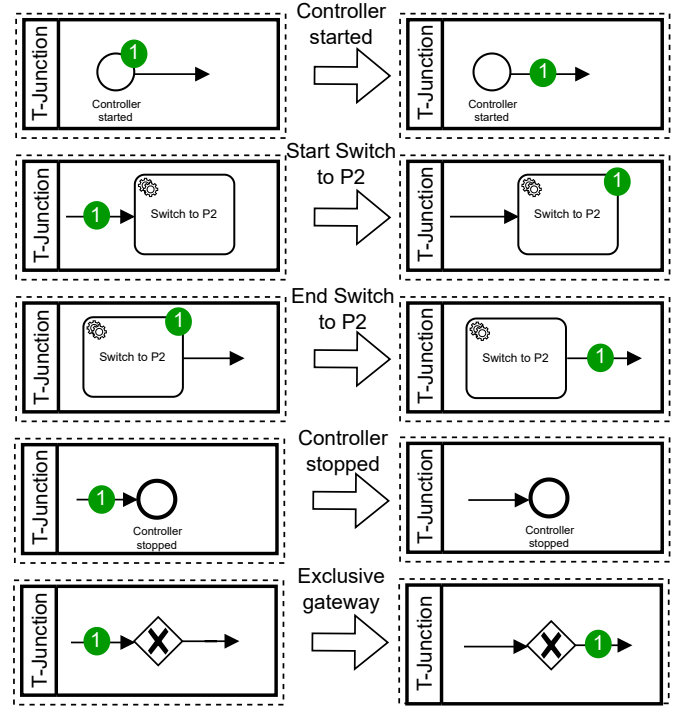 Controller
started
T-Junction
1
Controller
started
T-Junction
1
Controller
started
Start Switch
to P2
T-Junction
1
Switch to P2
T-Junction
1
Switch to P2
End Switch
to P2
T-Junction
1
Switch to P2
T-Junction
1
Switch to P2
Controller
stopped
T-Junction
1
Controller
stopped
T-Junction
Controller
stopped
Exclusive
gateway
T-Junction
1
T-Junction
1